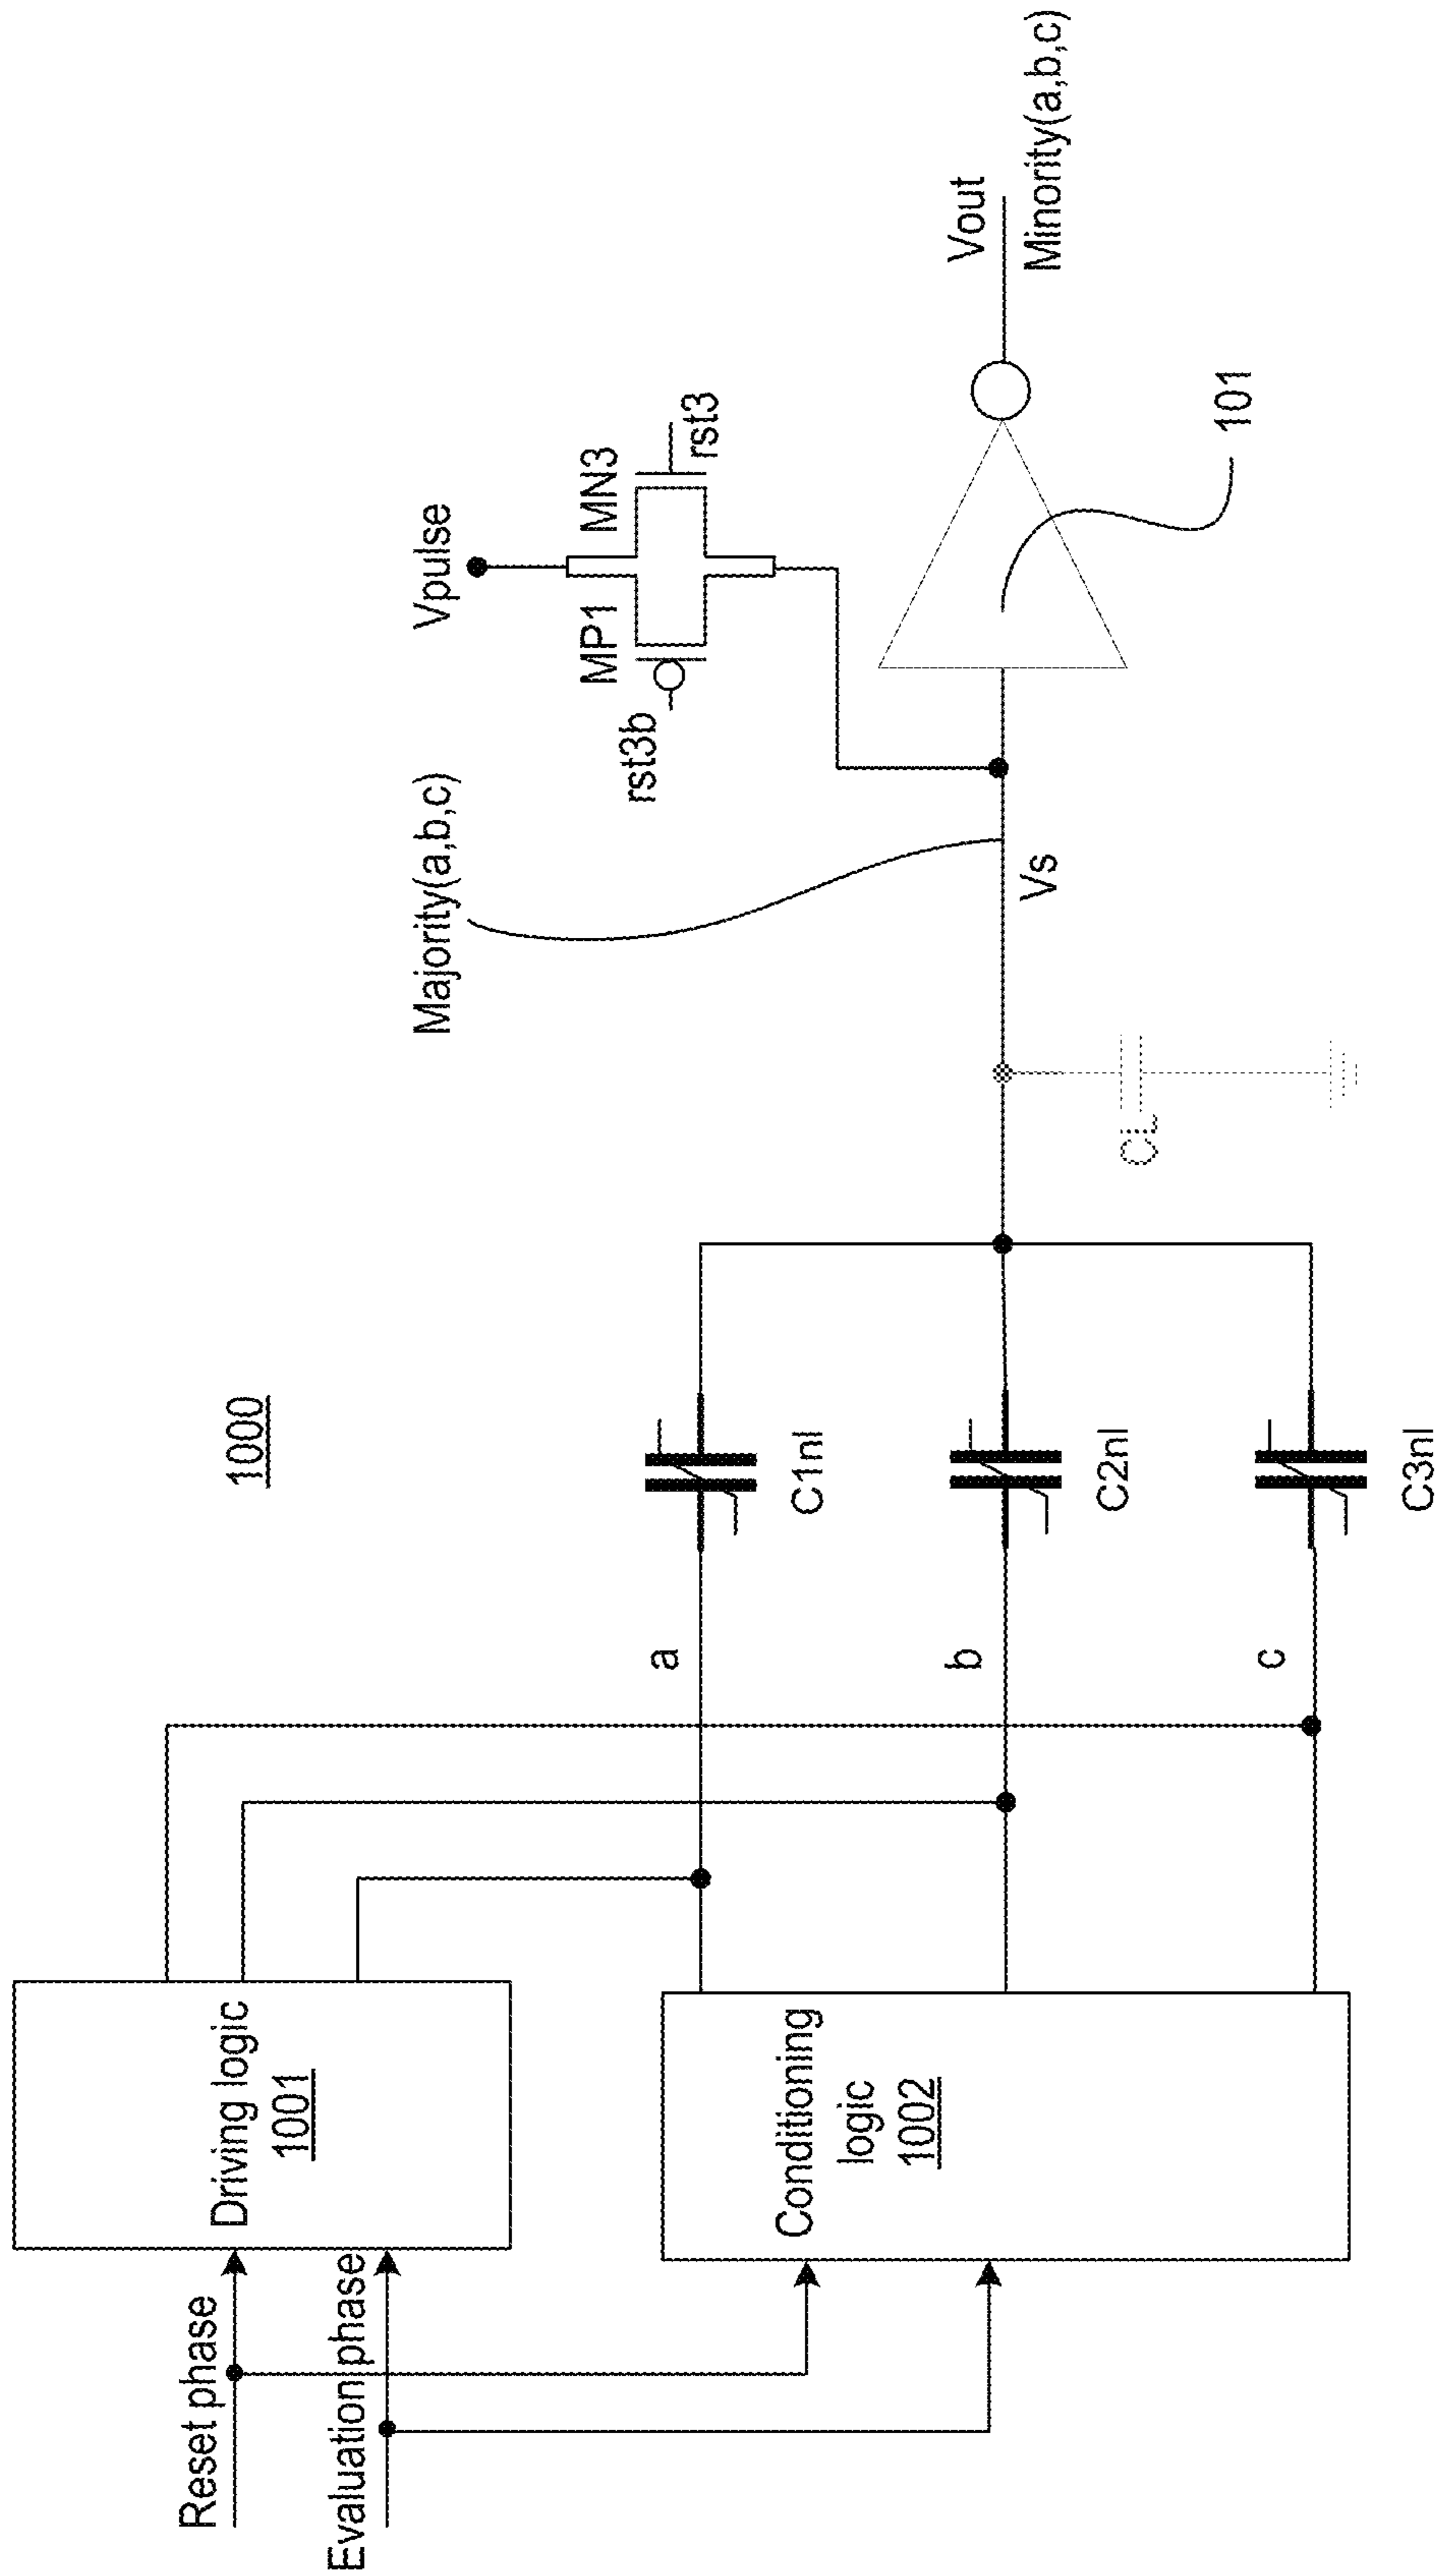 1000
Reset phase
Evaluation phase
Driving logic
1001
Conditioning
logic
1002
a
b
c
C1nl
C2nl
C3nl
CL
Majority(a,b,c)
Vs
Vpulse
MP1
MN3
rst3b
rst3
101
Vout
Minority(a,b,c)